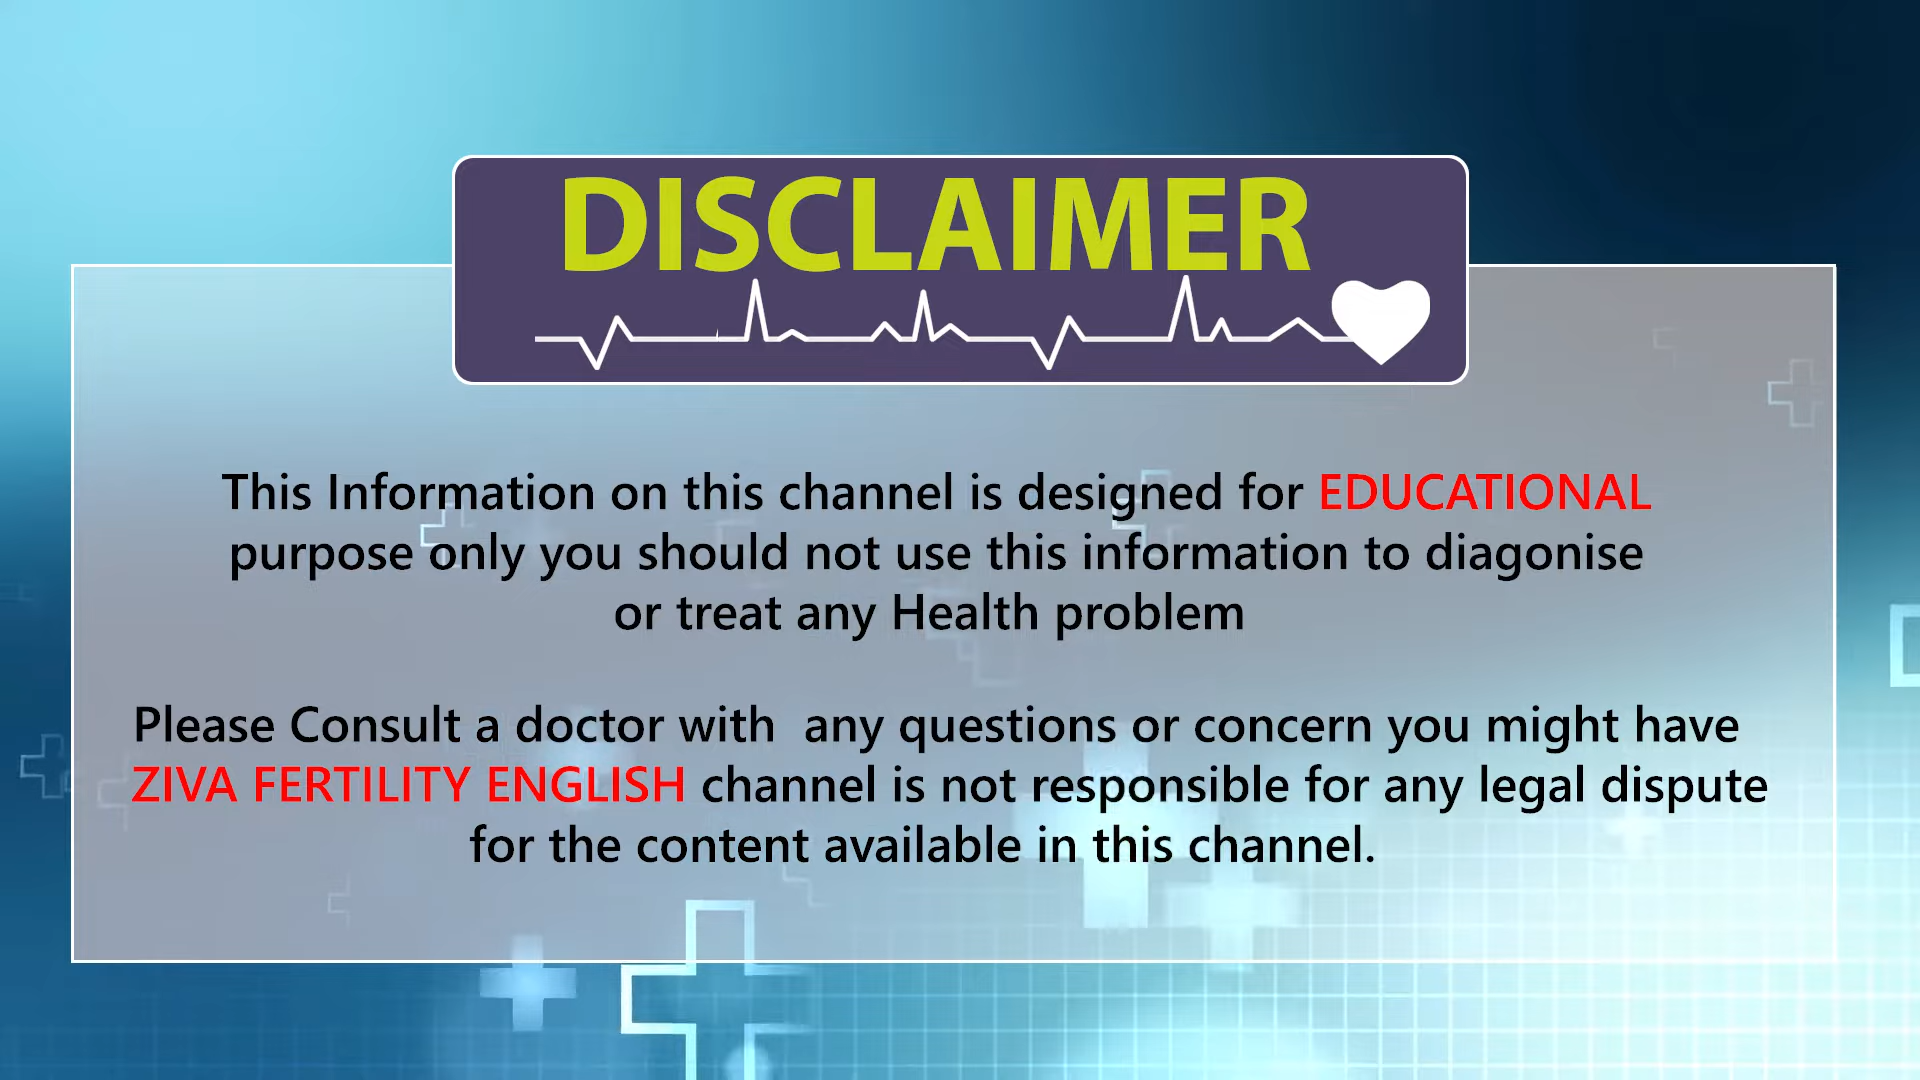 DISCLAIMER
This Information on this channel is designed for EDUCATIONAL
purpose only you should not use this information to diagonise
or treat any Health problem
Please Consult a doctor with  any questions or concern you might have
ZIVA FERTILITY ENGLISH channel is not responsible for any legal dispute
for the content available in this channel.